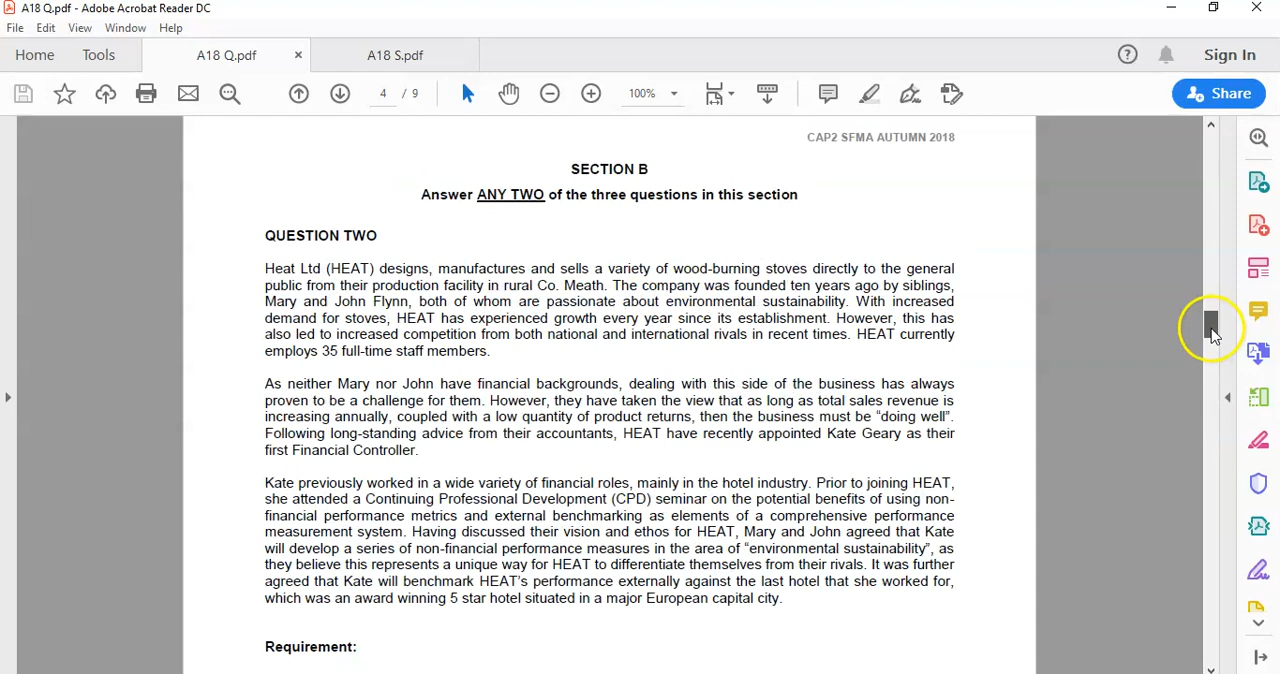 A18 Q.pdf - Adobe Acrobat Reader DC
File Edit View Window Help
Home Tools A18 Q.pdf × A18 S.pdf Sign In
4 / 9 100% Share
CAP2 SFMA AUTUMN 2018
SECTION B
Answer ANY TWO of the three questions in this section
QUESTION TWO
Heat Ltd (HEAT) designs, manufactures and sells a variety of wood-burning stoves directly to the general
public from their production facility in rural Co. Meath. The company was founded ten years ago by siblings,
Mary and John Flynn, both of whom are passionate about environmental sustainability. With increased
demand for stoves, HEAT has experienced growth every year since its establishment. However, this has
also led to increased competition from both national and international rivals in recent times. HEAT currently
employs 35 full-time staff members.
As neither Mary nor John have financial backgrounds, dealing with this side of the business has always
proven to be a challenge for them. However, they have taken the view that as long as total sales revenue is
increasing annually, coupled with a low quantity of product returns, then the business must be “doing well”.
Following long-standing advice from their accountants, HEAT have recently appointed Kate Geary as their
first Financial Controller.
Kate previously worked in a wide variety of financial roles, mainly in the hotel industry. Prior to joining HEAT,
she attended a Continuing Professional Development (CPD) seminar on the potential benefits of using non-
financial performance metrics and external benchmarking as elements of a comprehensive performance
measurement system. Having discussed their vision and ethos for HEAT, Mary and John agreed that Kate
will develop a series of non-financial performance measures in the area of “environmental sustainability”, as
they believe this represents a unique way for HEAT to differentiate themselves from their rivals. It was further
agreed that Kate will benchmark HEAT’s performance externally against the last hotel that she worked for,
which was an award winning 5 star hotel situated in a major European capital city.
Requirement: